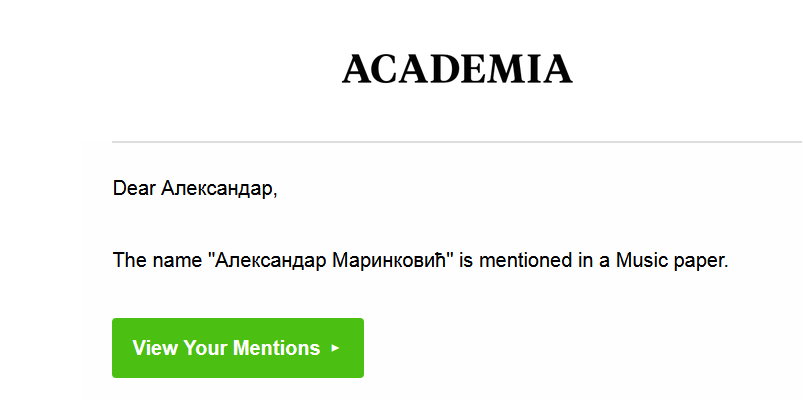 ACADEMIA
Dear Александар,
The name "Александар Маринковић" is mentioned in a Music paper.
View Your Mentions ▸